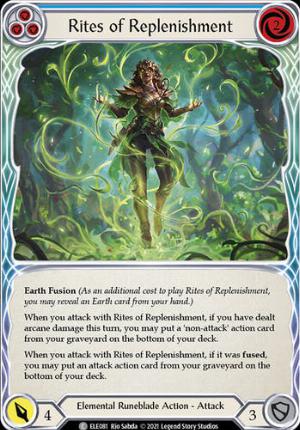 Rites of Replenishment
2
Earth Fusion (As an additional cost to play Rites of Replenishment,
you may reveal an Earth card from your hand.)
When you attack with Rites of Replenishment, if you have dealt
arcane damage this turn, you may put a 'non-attack' action card
from your graveyard on the bottom of your deck.
When you attack with Rites of Replenishment, if it was fused,
you may put an attack action card from your graveyard on the
bottom of your deck.
4
Elemental Runeblade Action - Attack
3
C ELE081 Rio Sabda © 2021 Legend Story Studios